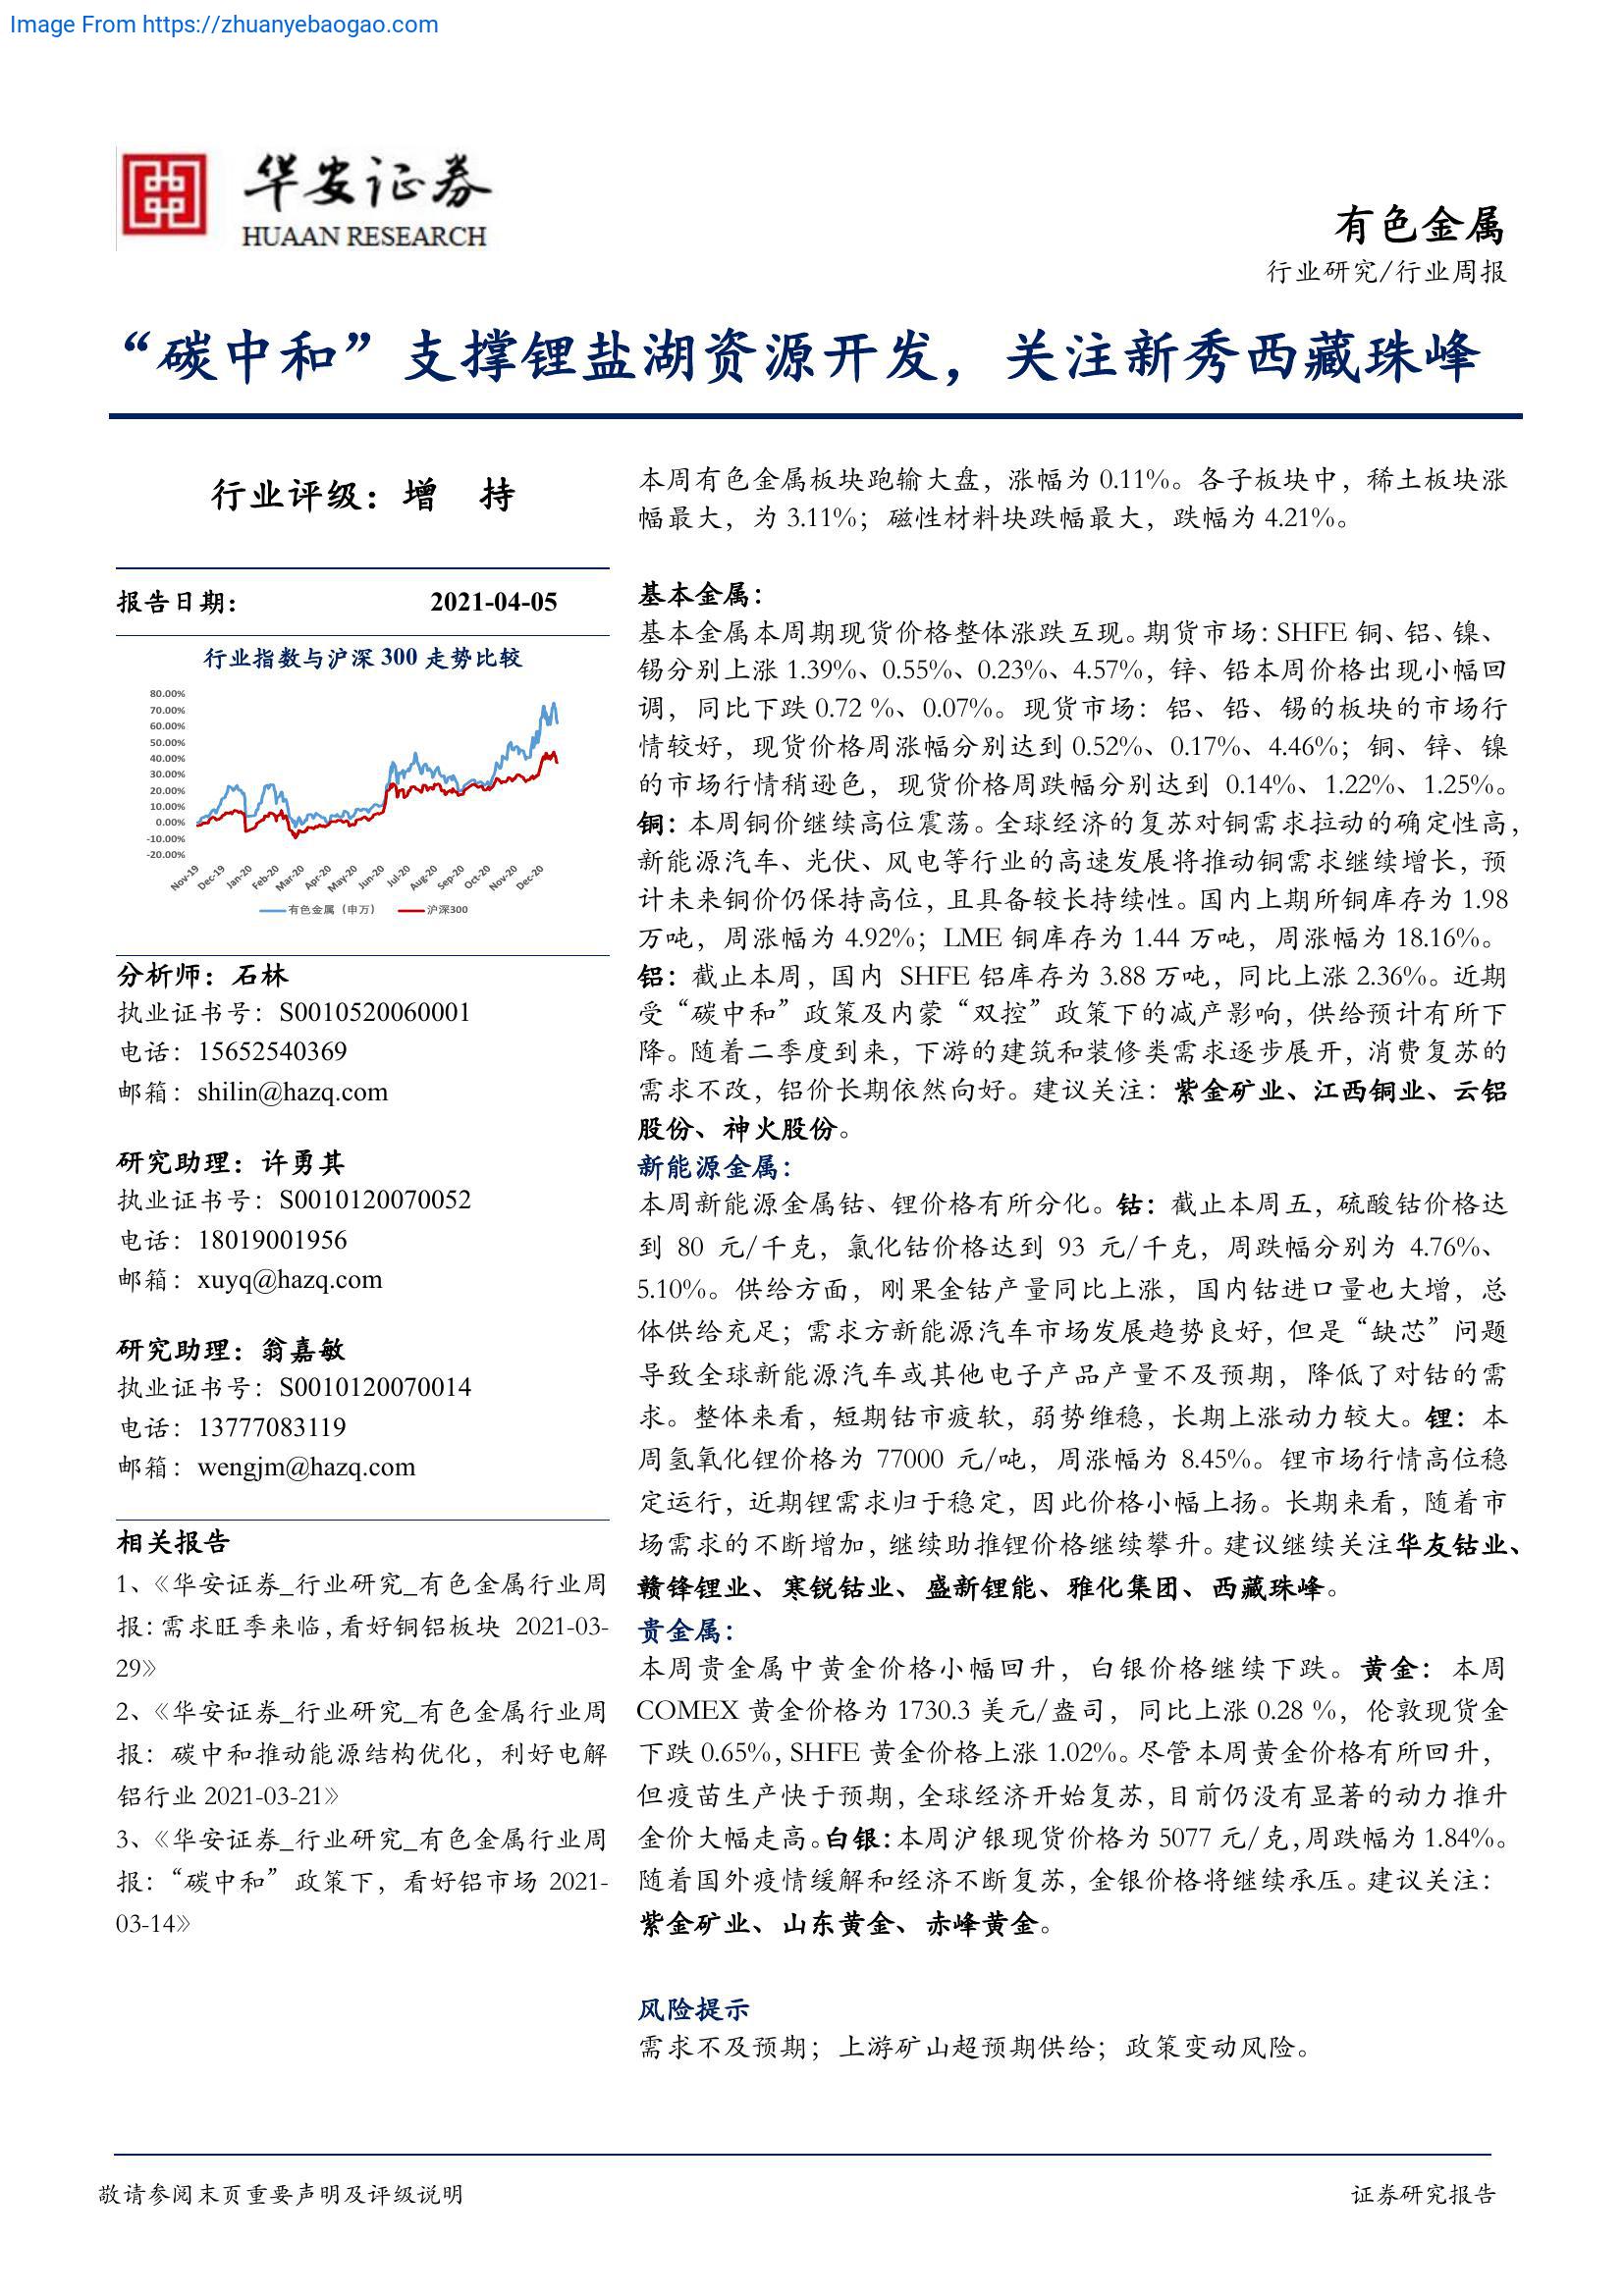 Image From https://zhuanyebaogao.com
华安证券
HUAAN RESEARCH
有色金属
行业研究/行业周报
“碳中和”支撑锂盐湖资源开发，关注新秀西藏珠峰
行业评级：增 持
报告日期： 2021-04-05
行业指数与沪深 300 走势比较
80.00%
70.00%
60.00%
50.00%
40.00%
30.00%
20.00%
10.00%
0.00%
-10.00%
-20.00%
Nov-19 Dec-19 Jan-20 Feb-20 Mar-20 Apr-20 May-20 Jun-20 Jul-20 Aug-20 Sep-20 Oct-20 Nov-20 Dec-20
有色金属（申万） 沪深300
分析师：石林
执业证书号：S0010520060001
电话：15652540369
邮箱：shilin@hazq.com
研究助理：许勇其
执业证书号：S0010120070052
电话：18019001956
邮箱：xuyq@hazq.com
研究助理：翁嘉敏
执业证书号：S0010120070014
电话：13777083119
邮箱：wengjm@hazq.com
相关报告
1、《华安证券_行业研究_有色金属行业周
报：需求旺季来临，看好铜铝板块 2021-03-
29》
2、《华安证券_行业研究_有色金属行业周
报：碳中和推动能源结构优化，利好电解
铝行业 2021-03-21》
3、《华安证券_行业研究_有色金属行业周
报：“碳中和”政策下，看好铝市场 2021-
03-14》
本周有色金属板块跑输大盘，涨幅为 0.11%。各子板块中，稀土板块涨
幅最大，为 3.11%；磁性材料块跌幅最大，跌幅为 4.21%。
基本金属：
基本金属本周期现货价格整体涨跌互现。期货市场：SHFE 铜、铝、镍、
锡分别上涨 1.39%、0.55%、0.23%、4.57%，锌、铅本周价格出现小幅回
调，同比下跌 0.72 %、0.07%。现货市场：铝、铅、锡的板块的市场行
情较好，现货价格周涨幅分别达到 0.52%、0.17%、4.46%；铜、锌、镍
的市场行情稍逊色，现货价格周跌幅分别达到 0.14%、1.22%、1.25%。
铜：本周铜价继续高位震荡。全球经济的复苏对铜需求拉动的确定性高，
新能源汽车、光伏、风电等行业的高速发展将推动铜需求继续增长，预
计未来铜价仍保持高位，且具备较长持续性。国内上期所铜库存为 1.98
万吨，周涨幅为 4.92%；LME 铜库存为 1.44 万吨，周涨幅为 18.16%。
铝：截止本周，国内 SHFE 铝库存为 3.88 万吨，同比上涨 2.36%。近期
受“碳中和”政策及内蒙“双控”政策下的减产影响，供给预计有所下
降。随着二季度到来，下游的建筑和装修类需求逐步展开，消费复苏的
需求不改，铝价长期依然向好。建议关注：紫金矿业、江西铜业、云铝
股份、神火股份。
新能源金属：
本周新能源金属钴、锂价格有所分化。钴：截止本周五，硫酸钴价格达
到 80 元/千克，氯化钴价格达到 93 元/千克，周跌幅分别为 4.76%、
5.10%。供给方面，刚果金钴产量同比上涨，国内钴进口量也大增，总
体供给充足；需求方新能源汽车市场发展趋势良好，但是“缺芯”问题
导致全球新能源汽车或其他电子产品产量不及预期，降低了对钴的需
求。整体来看，短期钴市疲软，弱势维稳，长期上涨动力较大。锂：本
周氢氧化锂价格为 77000 元/吨，周涨幅为 8.45%。锂市场行情高位稳
定运行，近期锂需求归于稳定，因此价格小幅上扬。长期来看，随着市
场需求的不断增加，继续助推锂价格继续攀升。建议继续关注华友钴业、
赣锋锂业、寒锐钴业、盛新锂能、雅化集团、西藏珠峰。
贵金属：
本周贵金属中黄金价格小幅回升，白银价格继续下跌。黄金：本周
COMEX 黄金价格为 1730.3 美元/盎司，同比上涨 0.28 %，伦敦现货金
下跌 0.65%，SHFE 黄金价格上涨 1.02%。尽管本周黄金价格有所回升，
但疫苗生产快于预期，全球经济开始复苏，目前仍没有显著的动力推升
金价大幅走高。白银：本周沪银现货价格为 5077 元/克，周跌幅为 1.84%。
随着国外疫情缓解和经济不断复苏，金银价格将继续承压。建议关注：
紫金矿业、山东黄金、赤峰黄金。
风险提示
需求不及预期；上游矿山超预期供给；政策变动风险。
敬请参阅末页重要声明及评级说明 证券研究报告